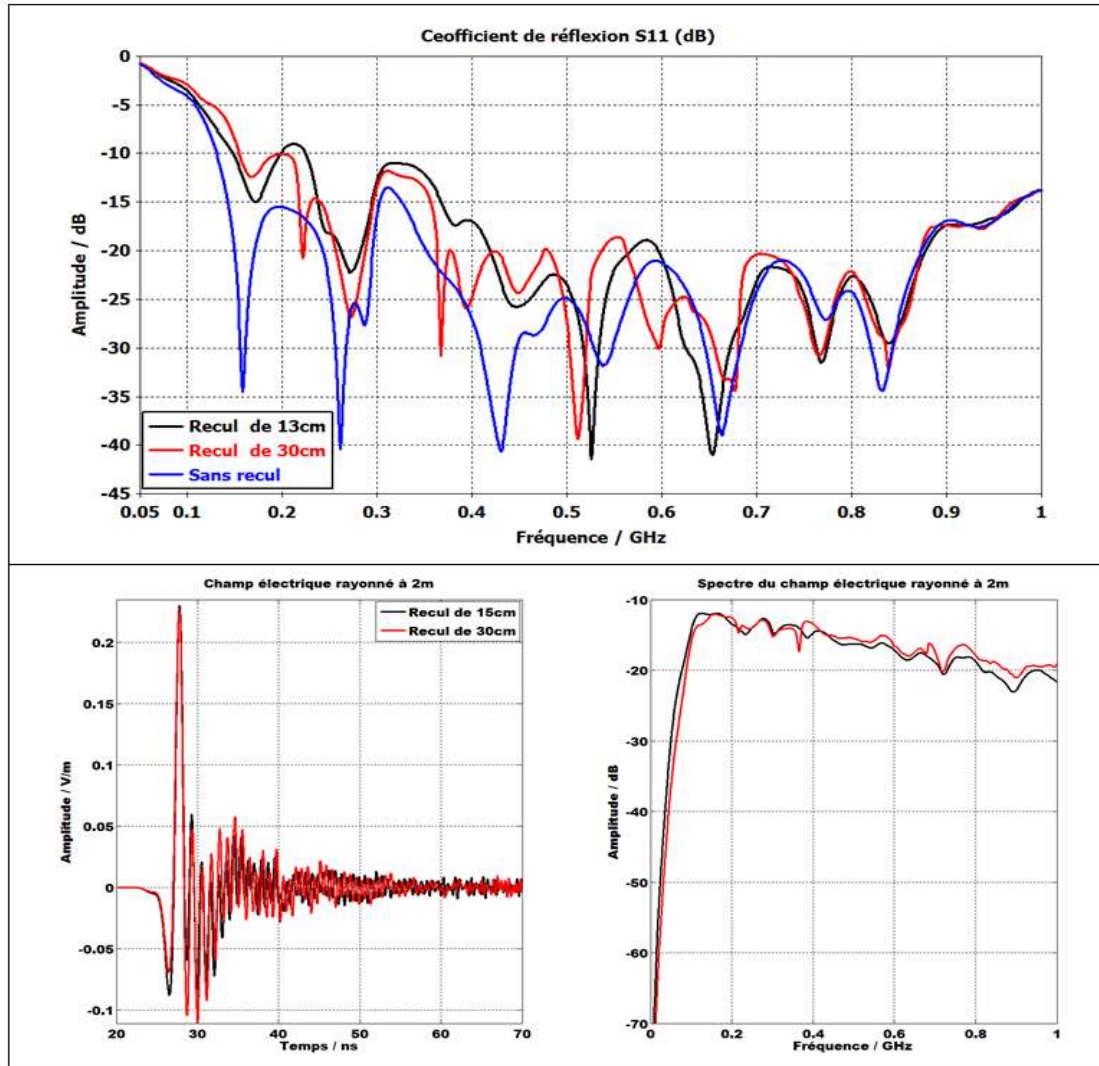 Ceofficient de réflexion S11 (dB)
0
-5
-10
-15
-20
-25
-30
-35
-40
-45
Amplitude / dB
Recul de 13cm
Recul de 30cm
Sans recul
0.05 0.1 0.2 0.3 0.4 0.5 0.6 0.7 0.8 0.9 1
Fréquence / GHz
Champ électrique rayonné à 2m
Recul de 15cm
Recul de 30cm
0.2
0.15
0.1
0.05
0
-0.05
-0.1
Amplitude / V/m
20 30 40 50 60 70
Temps / ns
Spectre du champ électrique rayonné à 2m
-10
-20
-30
-40
-50
-60
-70
Amplitude / dB
0 0.2 0.4 0.6 0.8 1
Fréquence / GHz